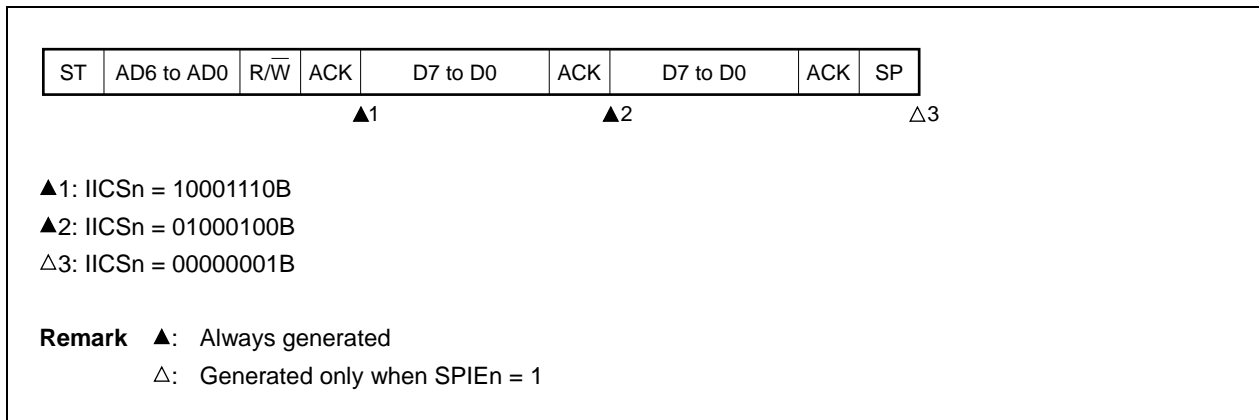 ST AD6 to AD0 R/W̅ ACK D7 to D0 ACK D7 to D0 ACK SP
▲1 ▲2 △3
▲1: IICSn = 10001110B
▲2: IICSn = 01000100B
△3: IICSn = 00000001B
Remark ▲: Always generated
△: Generated only when SPIEn = 1